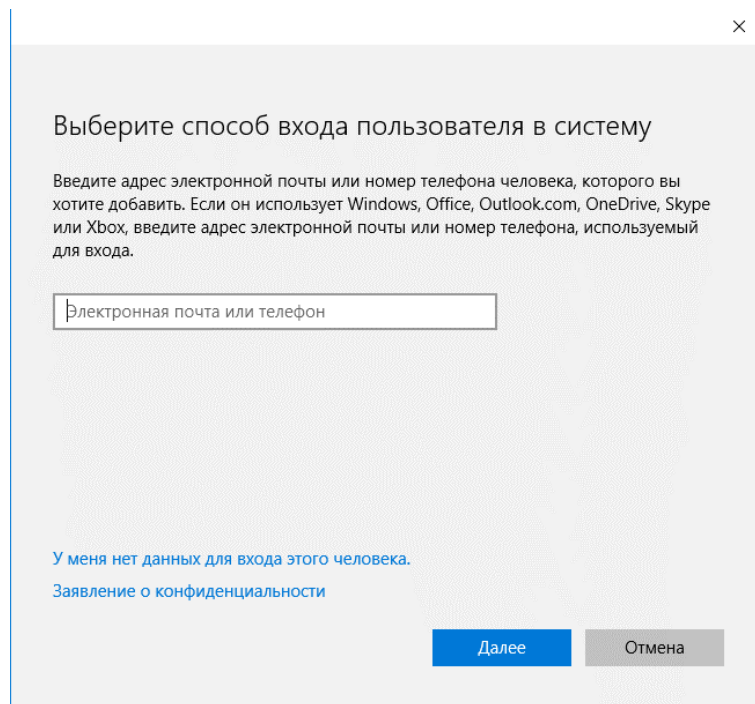 Выберите способ входа пользователя в систему
Введите адрес электронной почты или номер телефона человека, которого вы
хотите добавить. Если он использует Windows, Office, Outlook.com, OneDrive, Skype
или Xbox, введите адрес электронной почты или номер телефона, используемый
для входа.
Электронная почта или телефон
У меня нет данных для входа этого человека.
Заявление о конфиденциальности
Далее
Отмена